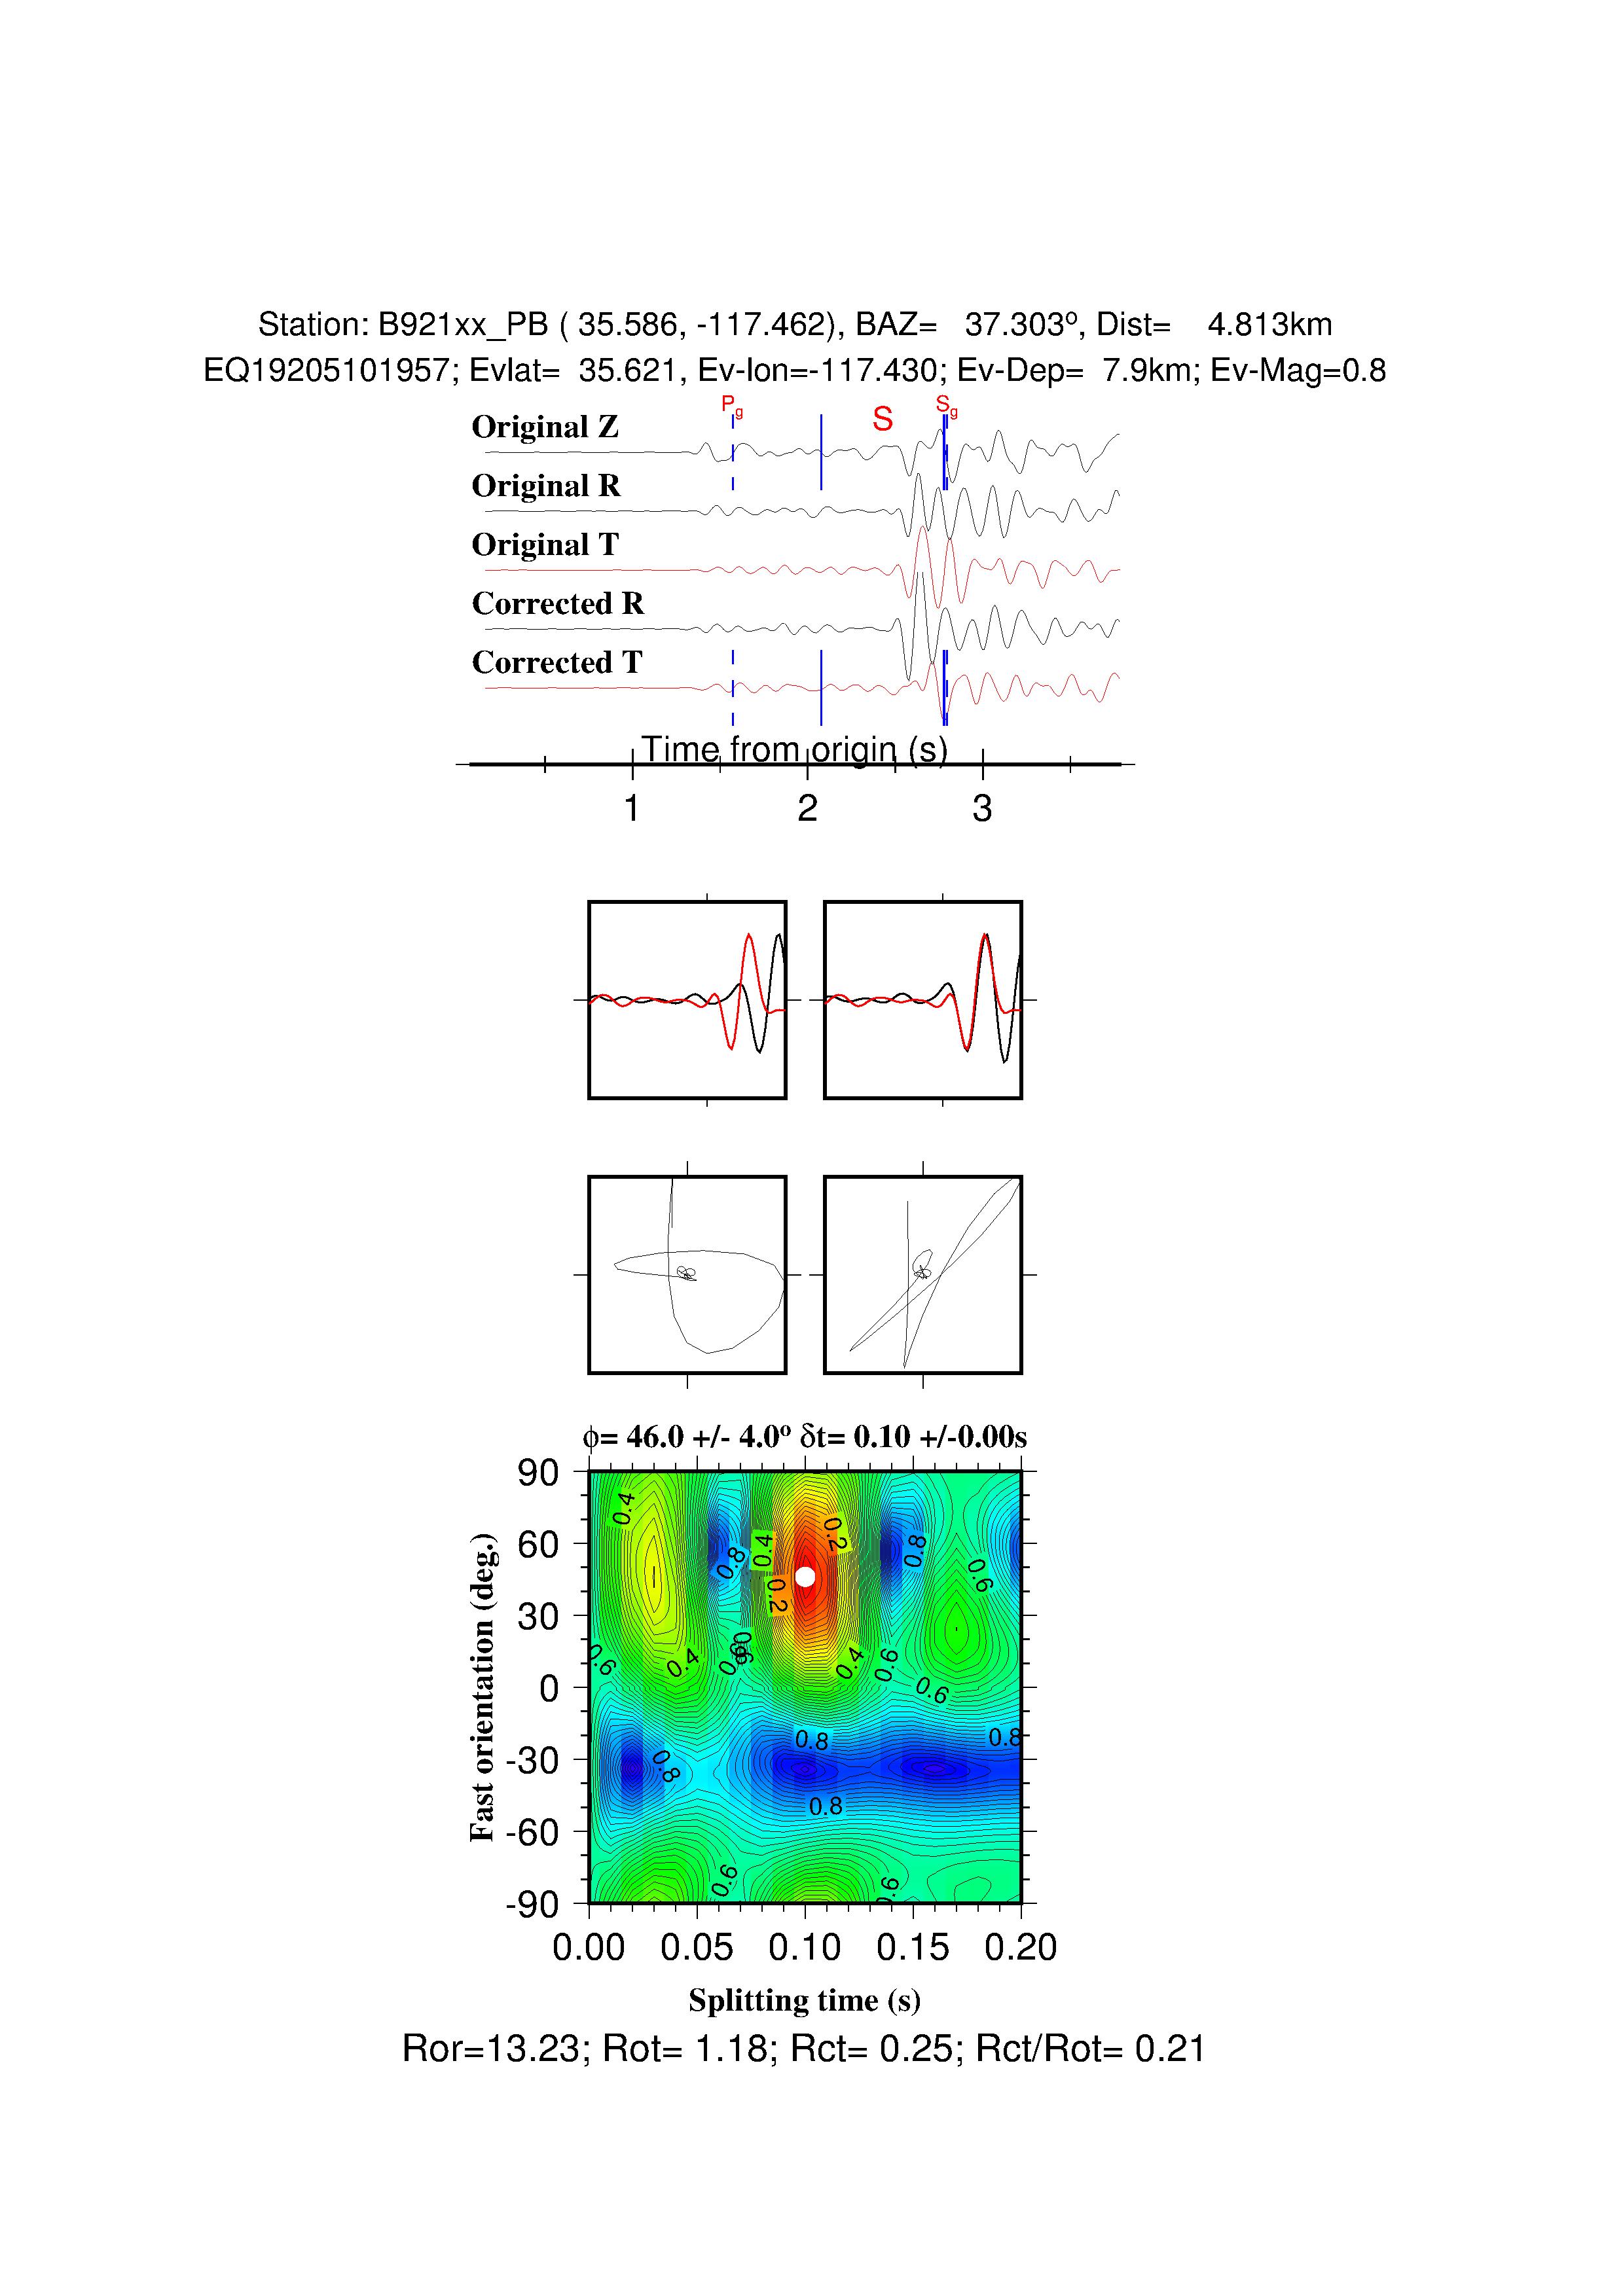 Station: B921xx_PB ( 35.586, -117.462), BAZ= 37.303º, Dist= 4.813km
EQ19205101957; Evlat= 35.621, Ev-lon=-117.430; Ev-Dep= 7.9km; Ev-Mag=0.8
Pg S Sg
Original Z
Original R
Original T
Corrected R
Corrected T
Time from origin (s)
1 2 3
ϕ= 46.0 +/- 4.0º δt= 0.10 +/-0.00s
Fast orientation (deg.)
90
60
30
0
-30
-60
-90
0.4
0.2
0.4
0.8
0.8
0.2
0.6
0.6
0.4
0.4
0.6
0.6
0.8
0.8
0.8
0.8
0.6
0.6
0.00 0.05 0.10 0.15 0.20
Splitting time (s)
Ror=13.23; Rot= 1.18; Rct= 0.25; Rct/Rot= 0.21